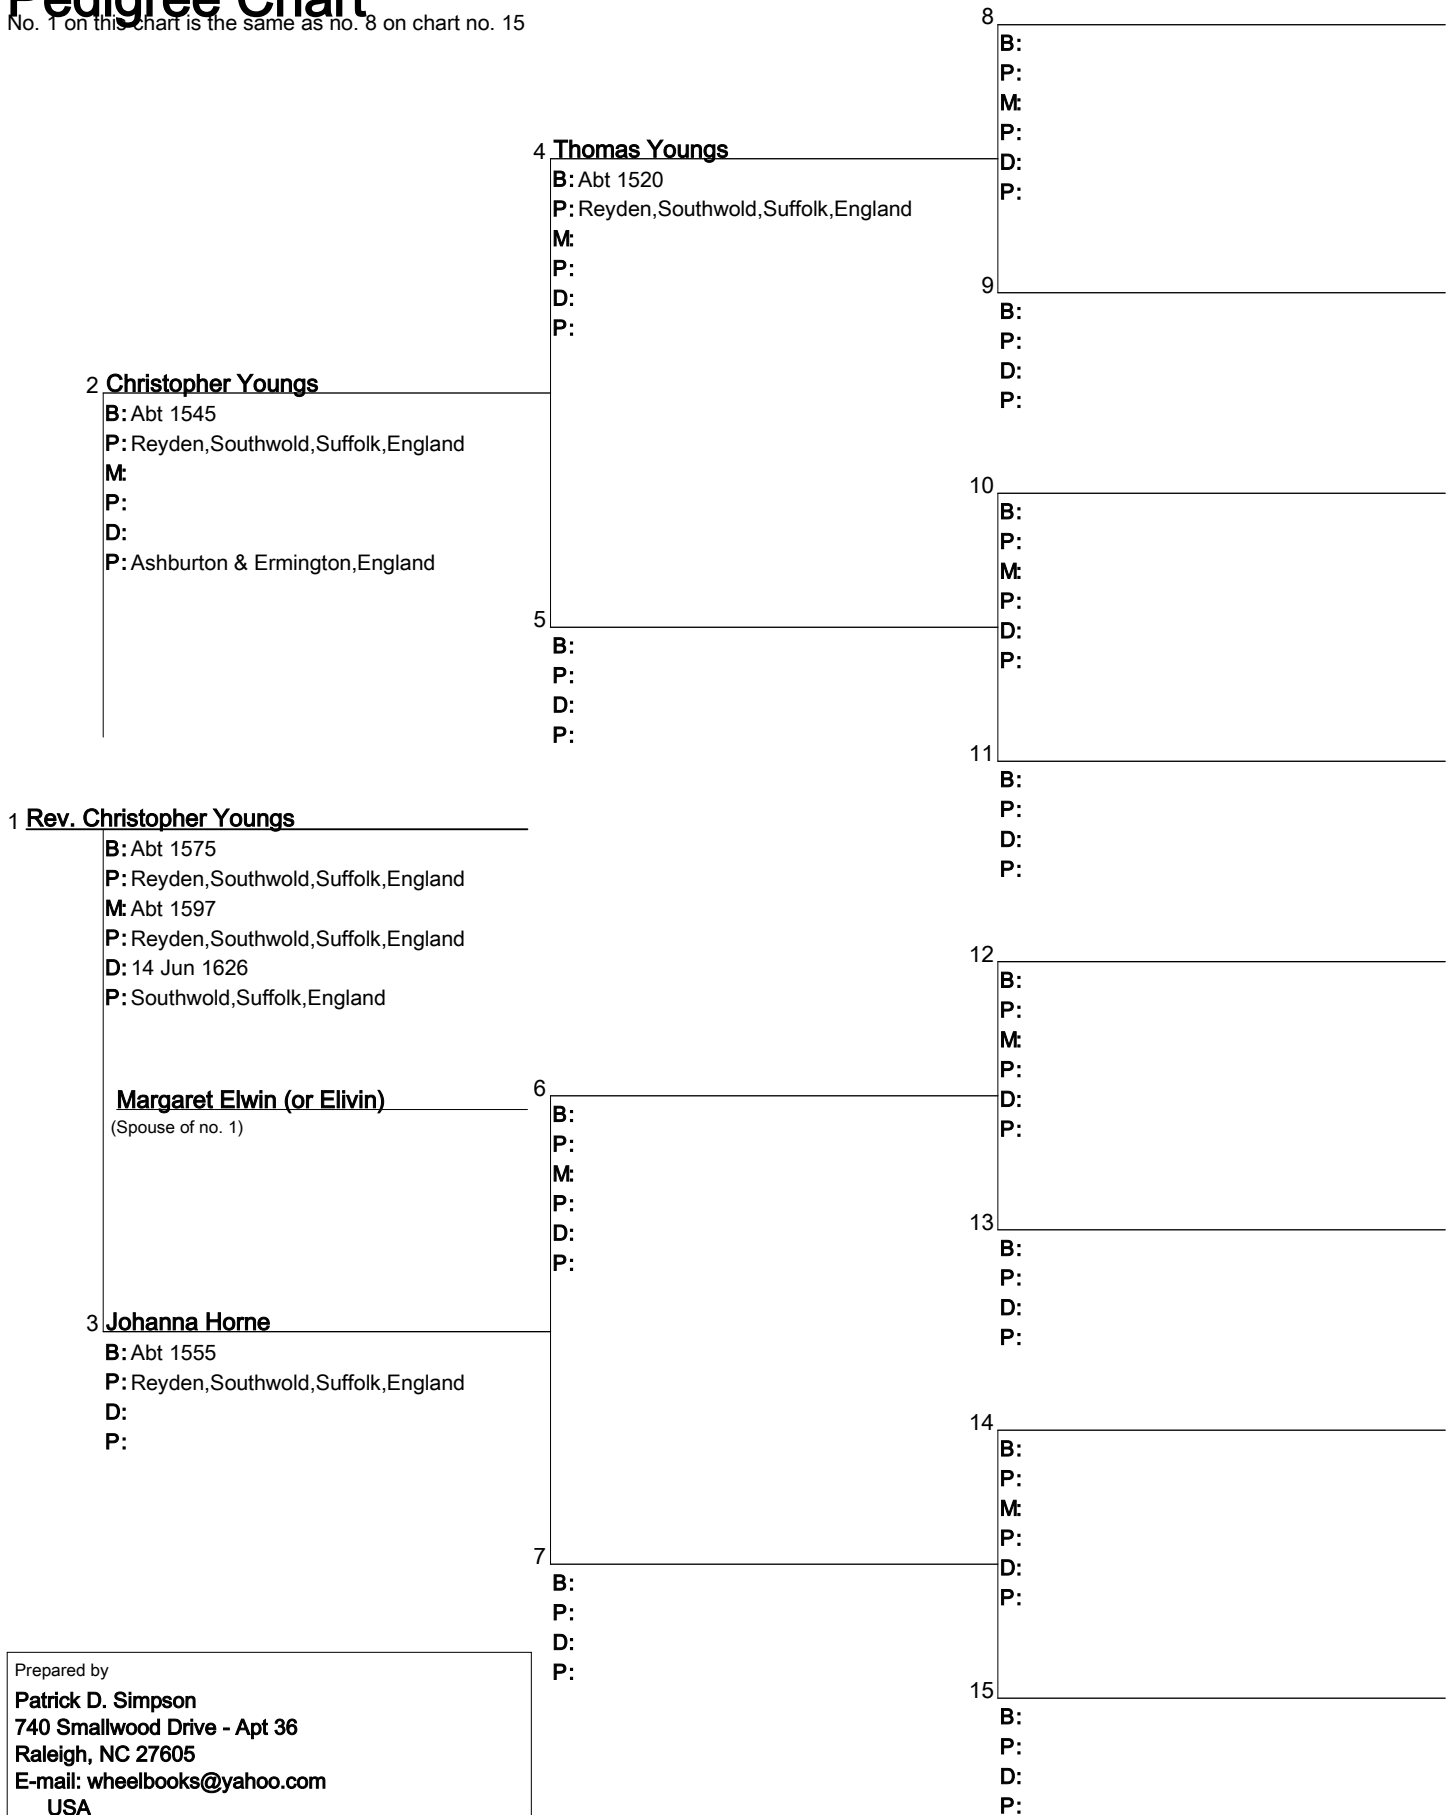 Pedigree Chart
No. 1 on this chart is the same as no. 8 on chart no. 15
8
B:
P:
M:
P:
D:
P:
4 Thomas Youngs
B: Abt 1520
P: Reyden,Southwold,Suffolk,England
M:
P:
D:
P:
9
B:
P:
D:
P:
2 Christopher Youngs
B: Abt 1545
P: Reyden,Southwold,Suffolk,England
M:
P:
D:
P: Ashburton & Ermington,England
10
B:
P:
M:
P:
D:
P:
5
B:
P:
D:
P:
11
B:
P:
D:
P:
1 Rev. Christopher Youngs
B: Abt 1575
P: Reyden,Southwold,Suffolk,England
M: Abt 1597
P: Reyden,Southwold,Suffolk,England
D: 14 Jun 1626
P: Southwold,Suffolk,England
12
B:
P:
M:
P:
D:
P:
Margaret Elwin (or Elivin)
(Spouse of no. 1)
6
B:
P:
M:
P:
D:
P:
13
B:
P:
D:
P:
3 Johanna Horne
B: Abt 1555
P: Reyden,Southwold,Suffolk,England
D:
P:
14
B:
P:
M:
P:
D:
P:
7
B:
P:
D:
P:
15
B:
P:
D:
P:
Prepared by
Patrick D. Simpson
740 Smallwood Drive - Apt 36
Raleigh, NC 27605
E-mail: wheelbooks@yahoo.com
USA